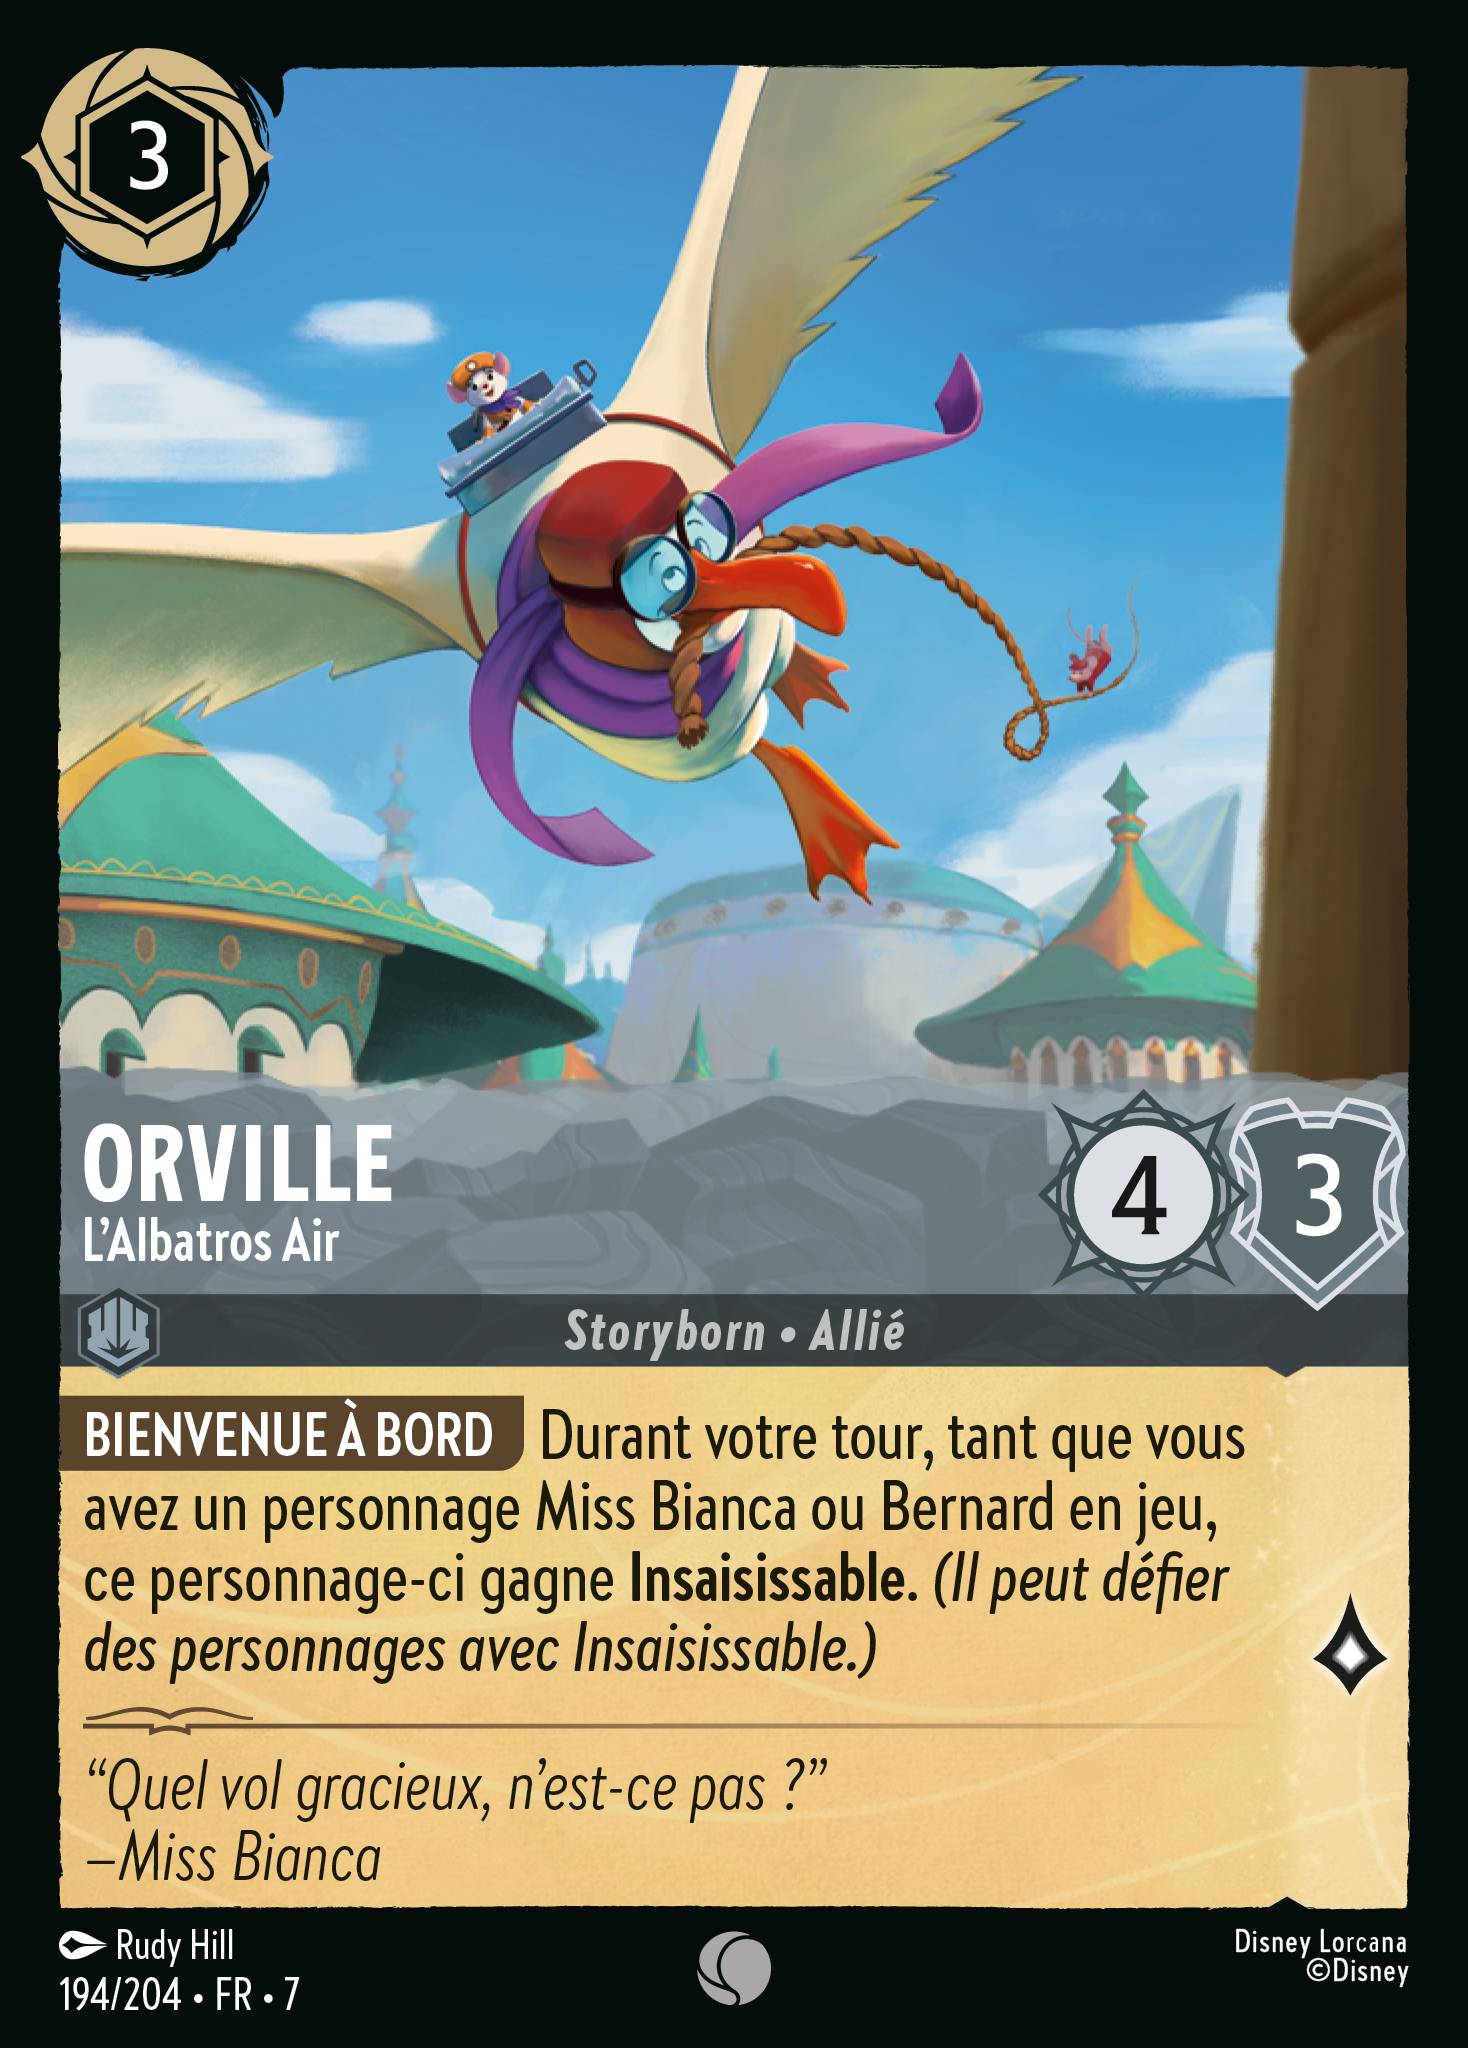 3
ORVILLE
L’Albatros Air
4
3
Storyborn • Allié
BIENVENUE À BORD Durant votre tour, tant que vous
avez un personnage Miss Bianca ou Bernard en jeu,
ce personnage-ci gagne Insaisissable. (Il peut défier
des personnages avec Insaisissable.)
“Quel vol gracieux, n’est-ce pas ?”
–Miss Bianca
Rudy Hill
194/204 • FR • 7
Disney Lorcana
©Disney